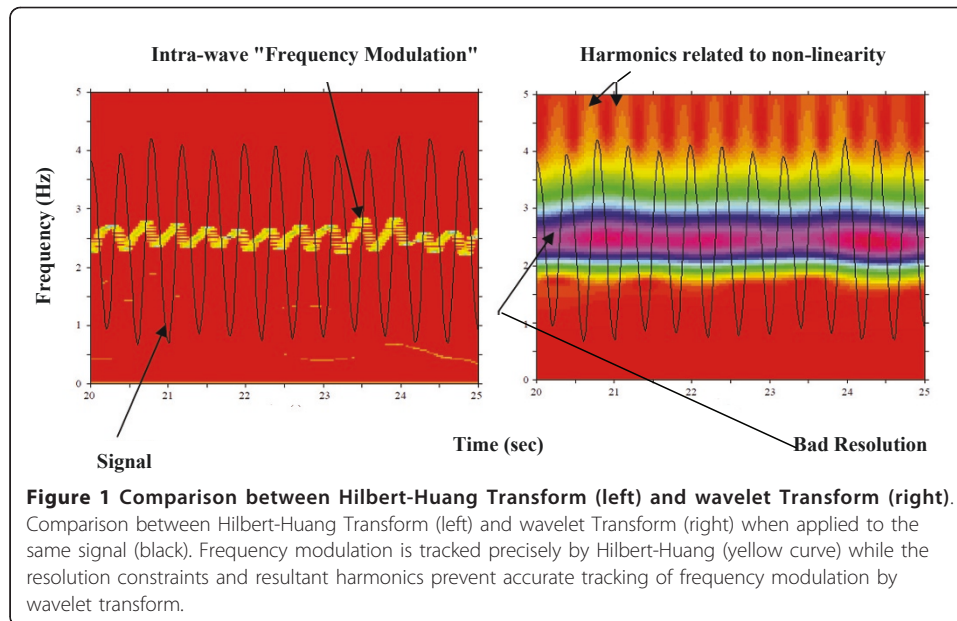 Intra-wave "Frequency Modulation"
Harmonics related to non-linearity
Frequency (Hz)
5
4
3
2
1
0
20
21
22
23
24
25
5
4
3
2
1
0
20
21
22
23
24
25
Signal
Time (sec)
Bad Resolution
Figure 1 Comparison between Hilbert-Huang Transform (left) and wavelet Transform (right).
Comparison between Hilbert-Huang Transform (left) and wavelet Transform (right) when applied to the
same signal (black). Frequency modulation is tracked precisely by Hilbert-Huang (yellow curve) while the
resolution constraints and resultant harmonics prevent accurate tracking of frequency modulation by
wavelet transform.